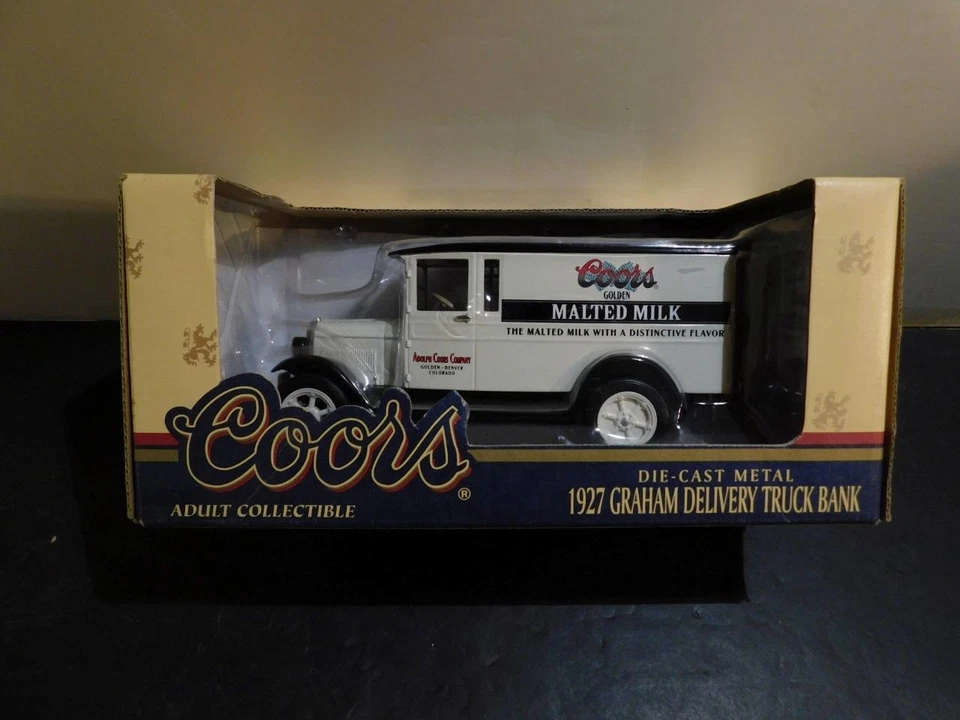 Coors
GOLDEN
MALTED MILK
THE MALTED MILK WITH A DISTINCTIVE FLAVOR
ADOLPH COORS COMPANY
GOLDEN - DENVER
COLORADO
Coors®
ADULT COLLECTIBLE
DIE-CAST METAL
1927 GRAHAM DELIVERY TRUCK BANK